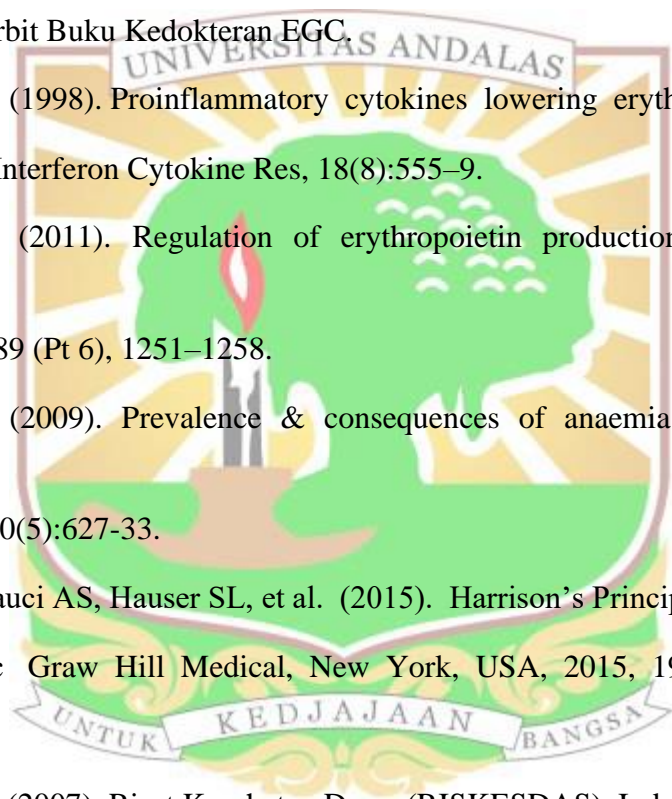 rbit Buku Kedokteran EGC.
UNIVERSITAS ANDALAS
(1998). Proinflammatory cytokines lowering eryth
Interferon Cytokine Res, 18(8):555–9.
(2011). Regulation of erythropoietin production
89 (Pt 6), 1251–1258.
(2009). Prevalence & consequences of anaemia
0(5):627-33.
auci AS, Hauser SL, et al. (2015). Harrison's Princip
Graw Hill Medical, New York, USA, 2015, 19
UNTUK KEDJAJAAN BANGSA
(2007). (RISKESDAS).